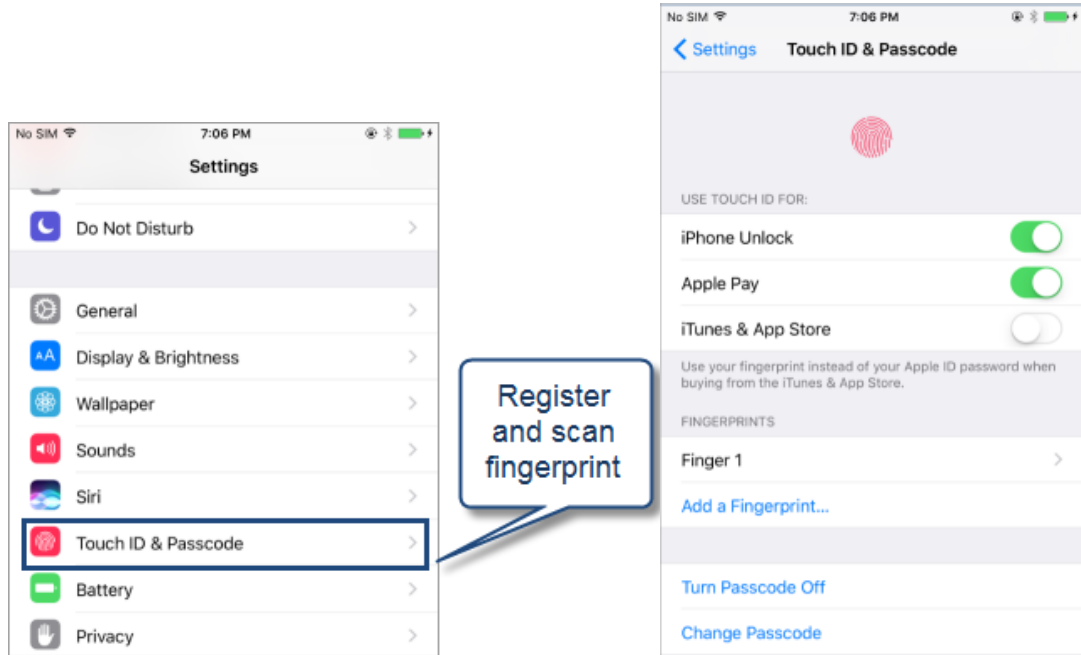 No SIM 7:06 PM
Settings
Do Not Disturb
General
AA Display & Brightness
Wallpaper
Sounds
Siri
Touch ID & Passcode
Battery
Privacy
Register
and scan
fingerprint
No SIM 7:06 PM
Settings Touch ID & Passcode
USE TOUCH ID FOR:
iPhone Unlock
Apple Pay
iTunes & App Store
Use your fingerprint instead of your Apple ID password when
buying from the iTunes & App Store.
FINGERPRINTS
Finger 1
Add a Fingerprint...
Turn Passcode Off
Change Passcode